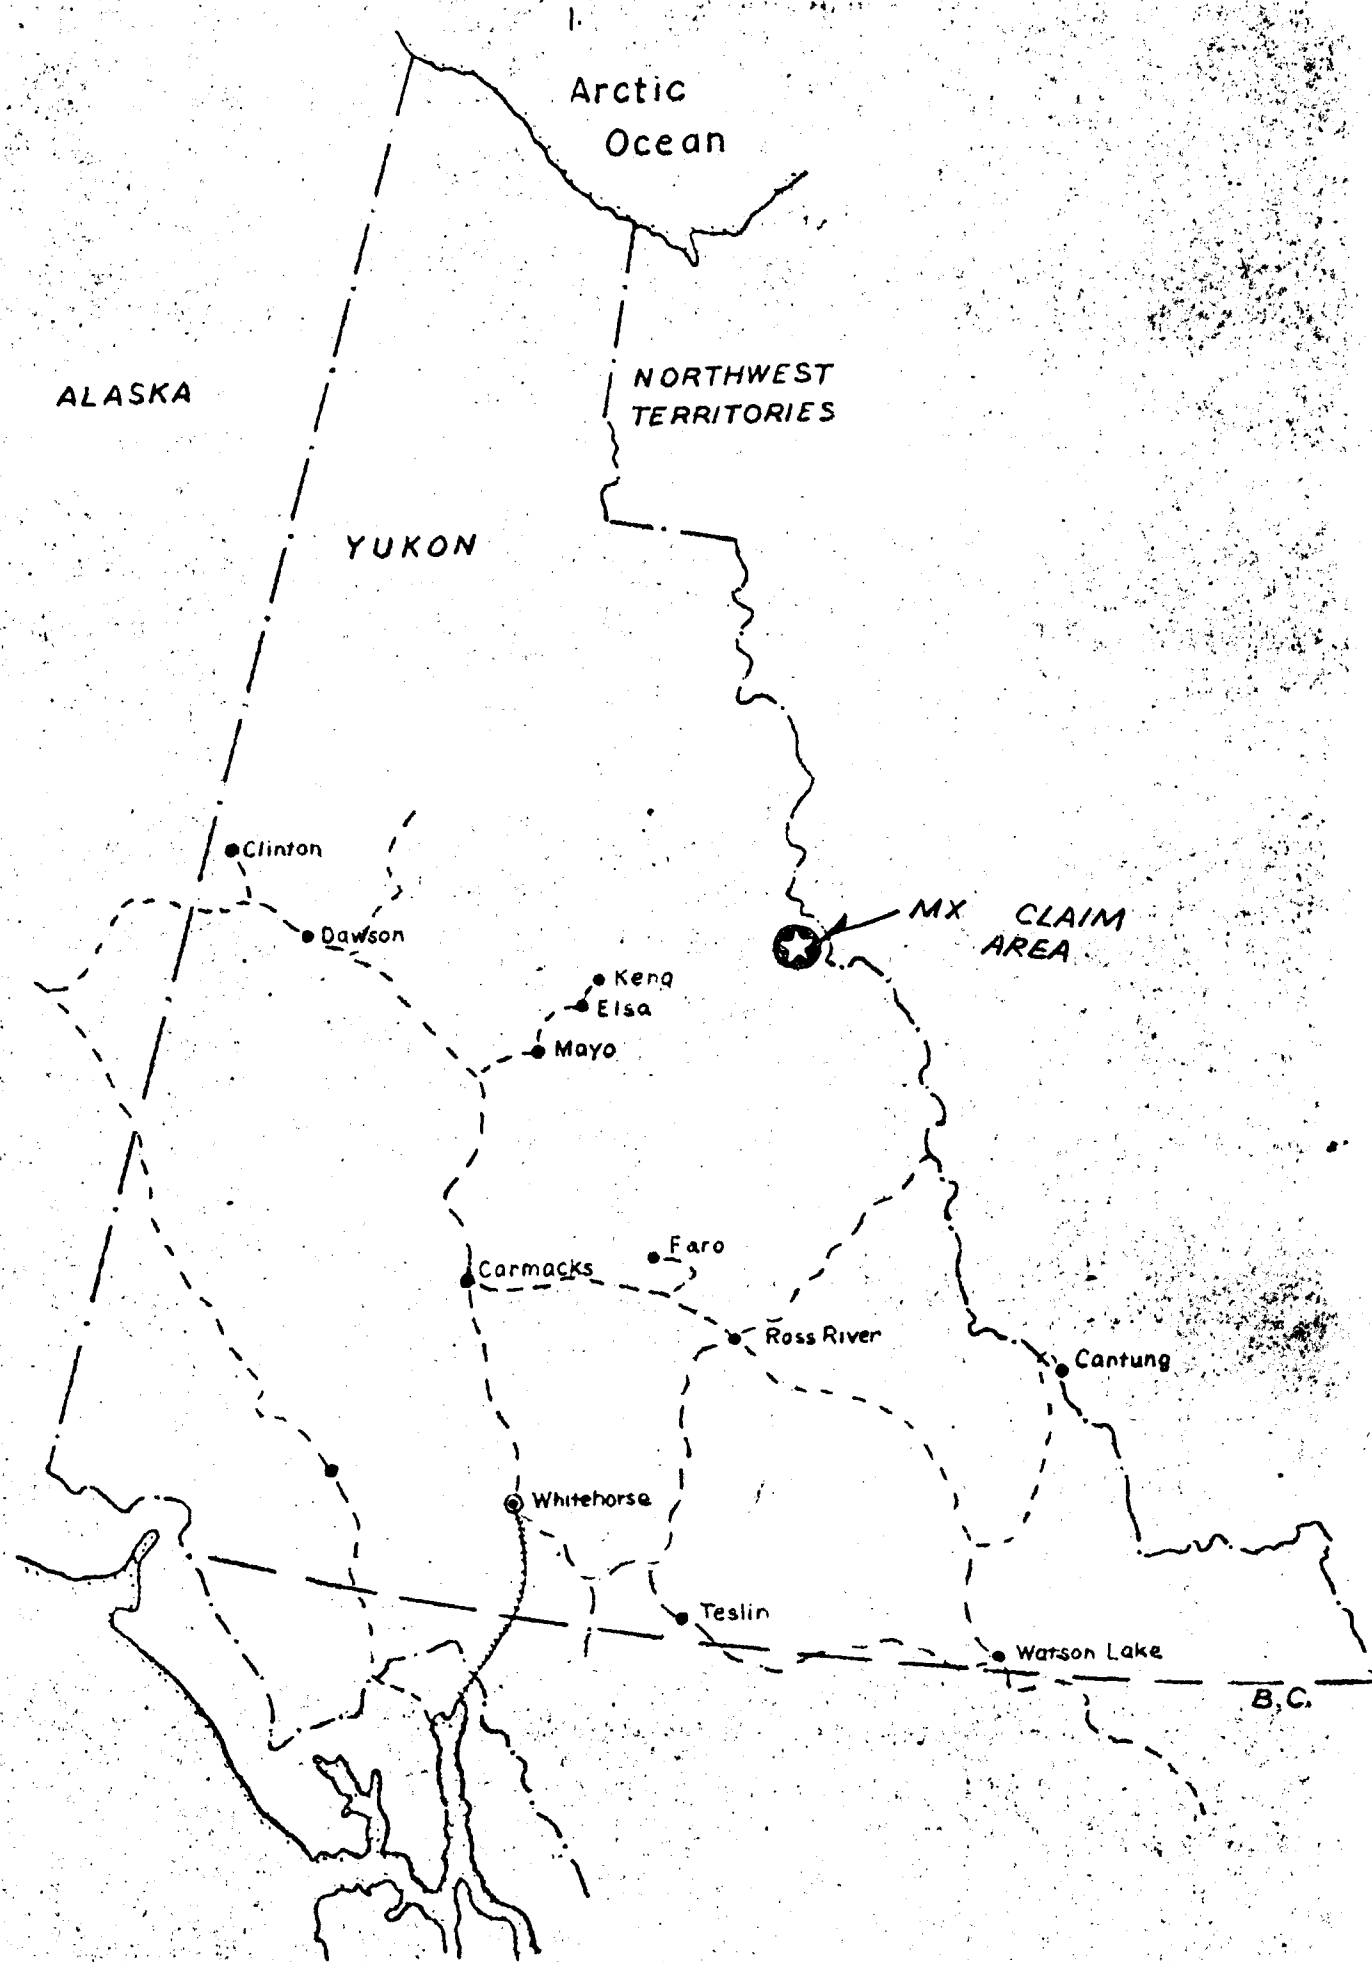 1.
Arctic
Ocean
ALASKA
NORTHWEST
TERRITORIES
YUKON
Clinton
Dawson
MX CLAIM
AREA
Keno
Elsa
Mayo
Faro
Carmacks
Ross River
Cantung
Whitehorse
Teslin
Watson Lake
B.C.